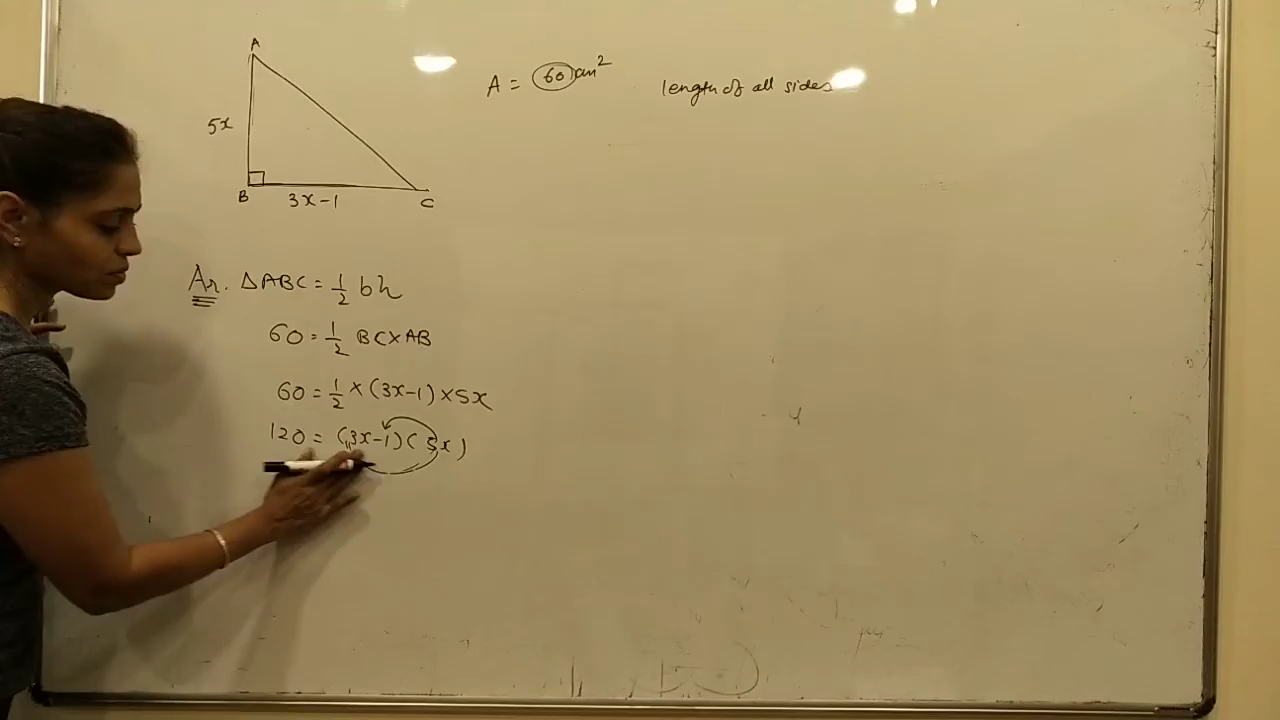 A
A = 60 cm²
length of all sides
5x
B
3x-1
C
Ar. ΔABC = 1/2 bh
60 = 1/2 BC×AB
60 = 1/2 × (3x-1) × 5x
120 = (3x-1)(5x)